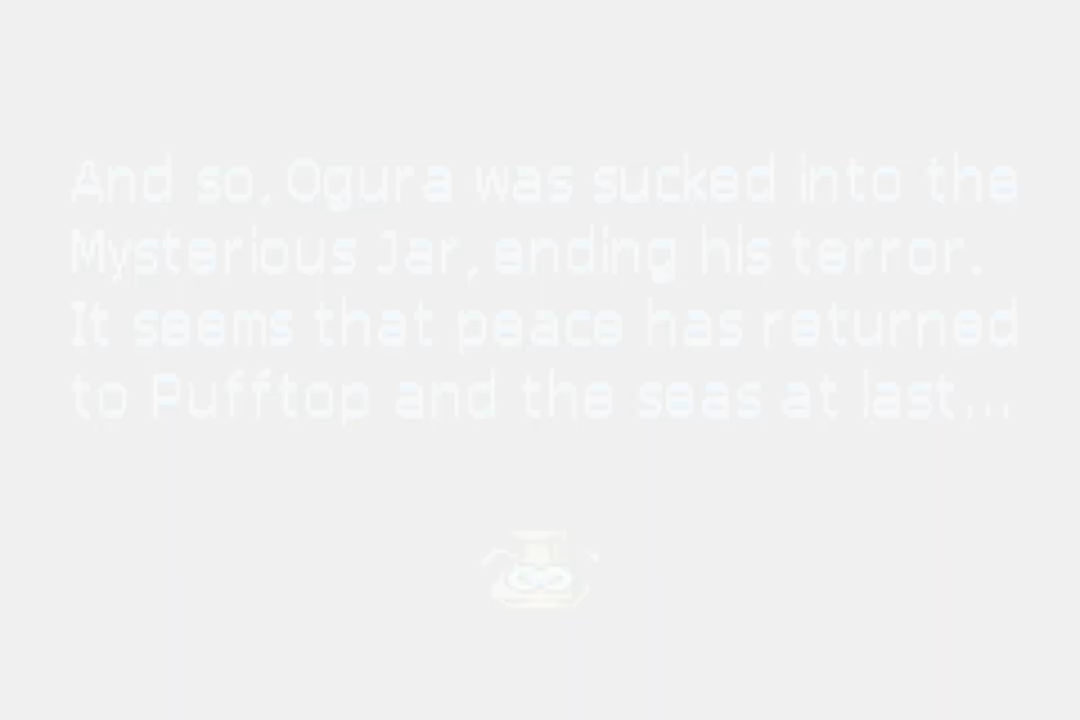 And so, Ogura was sucked into the
Mysterious Jar, ending his terror.
It seems that peace has returned
to Pufftop and the seas at last...